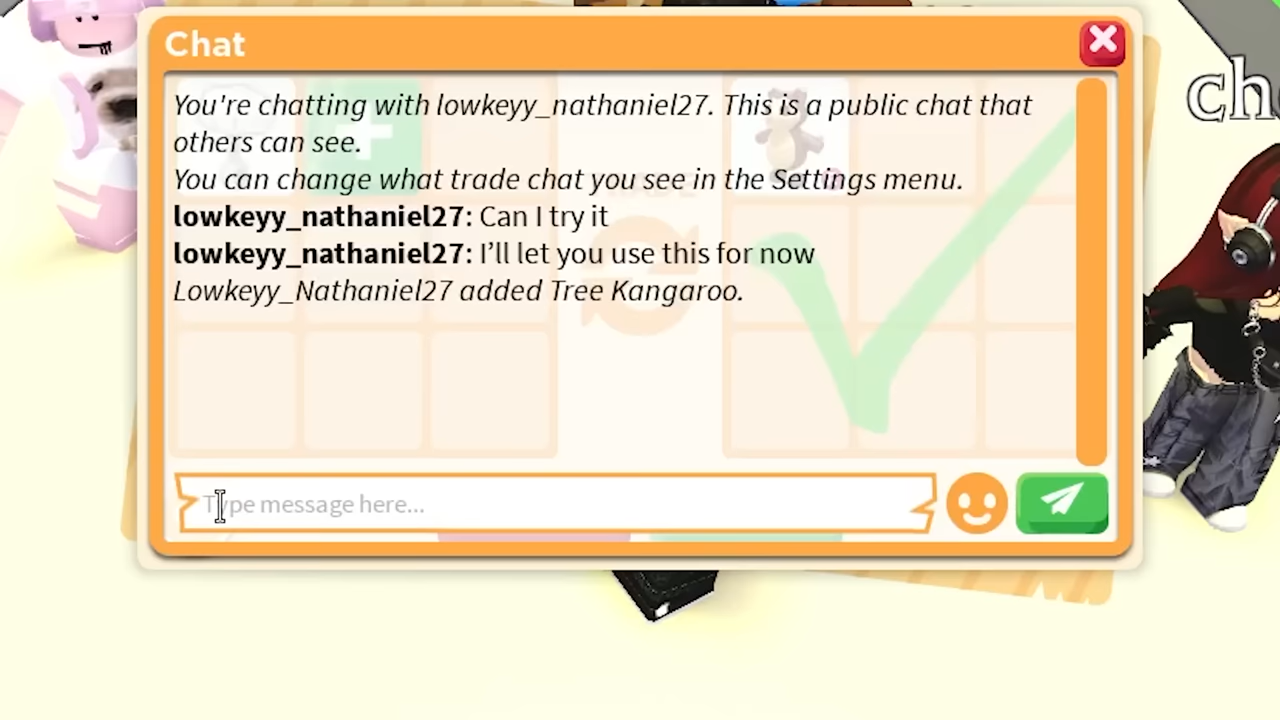 Chat
You're chatting with lowkeyy_nathaniel27. This is a public chat that
others can see.
You can change what trade chat you see in the Settings menu.
lowkeyy_nathaniel27: Can I try it
lowkeyy_nathaniel27: I’ll let you use this for now
Lowkeyy_Nathaniel27 added Tree Kangaroo.
Type message here...